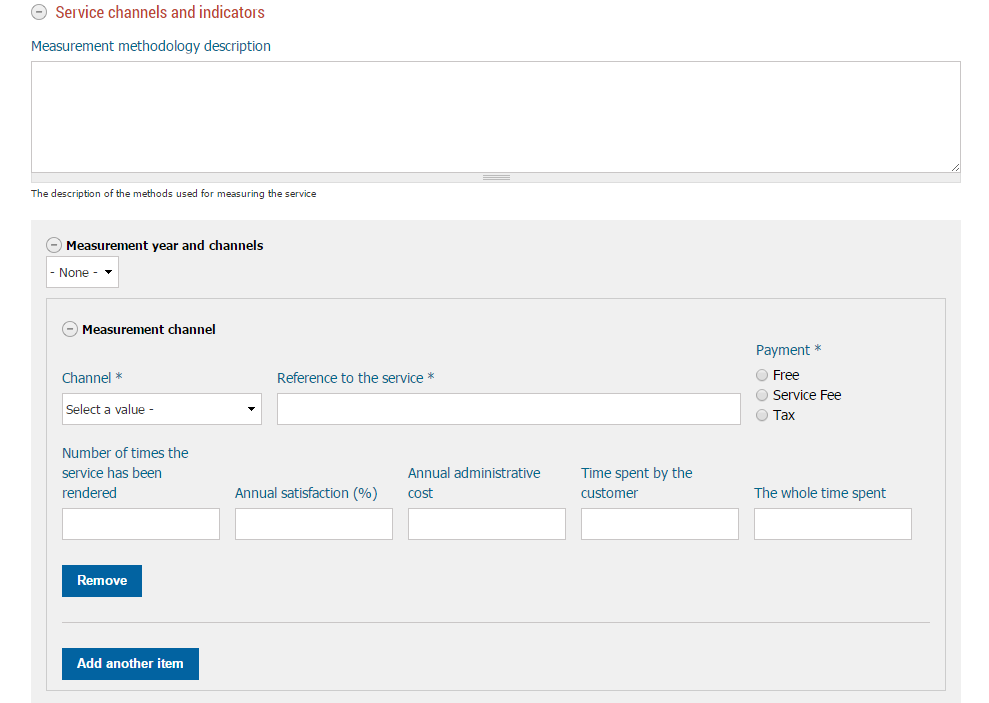 Service channels and indicators
Measurement methodology description
The description of the methods used for measuring the service
Measurement year and channels
- None -
Measurement channel
Channel *
Select a value -
Reference to the service *
Payment *
Free
Service Fee
Tax
Number of times the
service has been
rendered
Annual satisfaction (%)
Annual administrative
cost
Time spent by the
customer
The whole time spent
Remove
Add another item